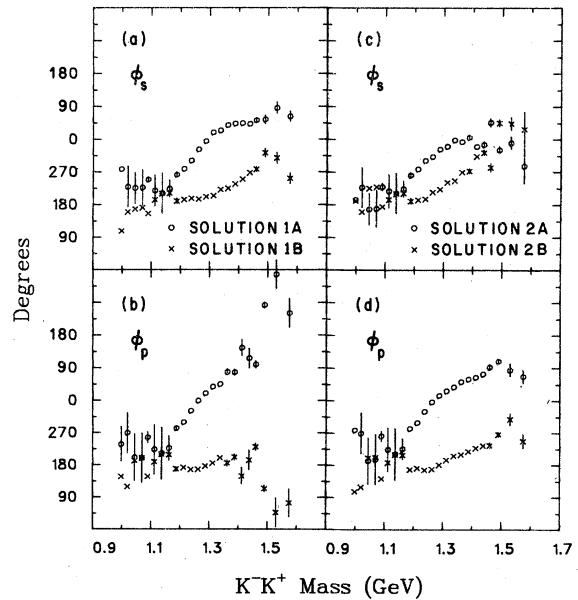 (a)
(c)
180
ϕs
ϕs
90
0
270
180
○ SOLUTION 1A
○ SOLUTION 2A
90
× SOLUTION 1B
× SOLUTION 2B
Degrees
(b)
(d)
180
ϕp
ϕp
90
0
270
180
90
0.9 1.1 1.3 1.5 0.9 1.1 1.3 1.5 1.7
K⁻K⁺ Mass (GeV)